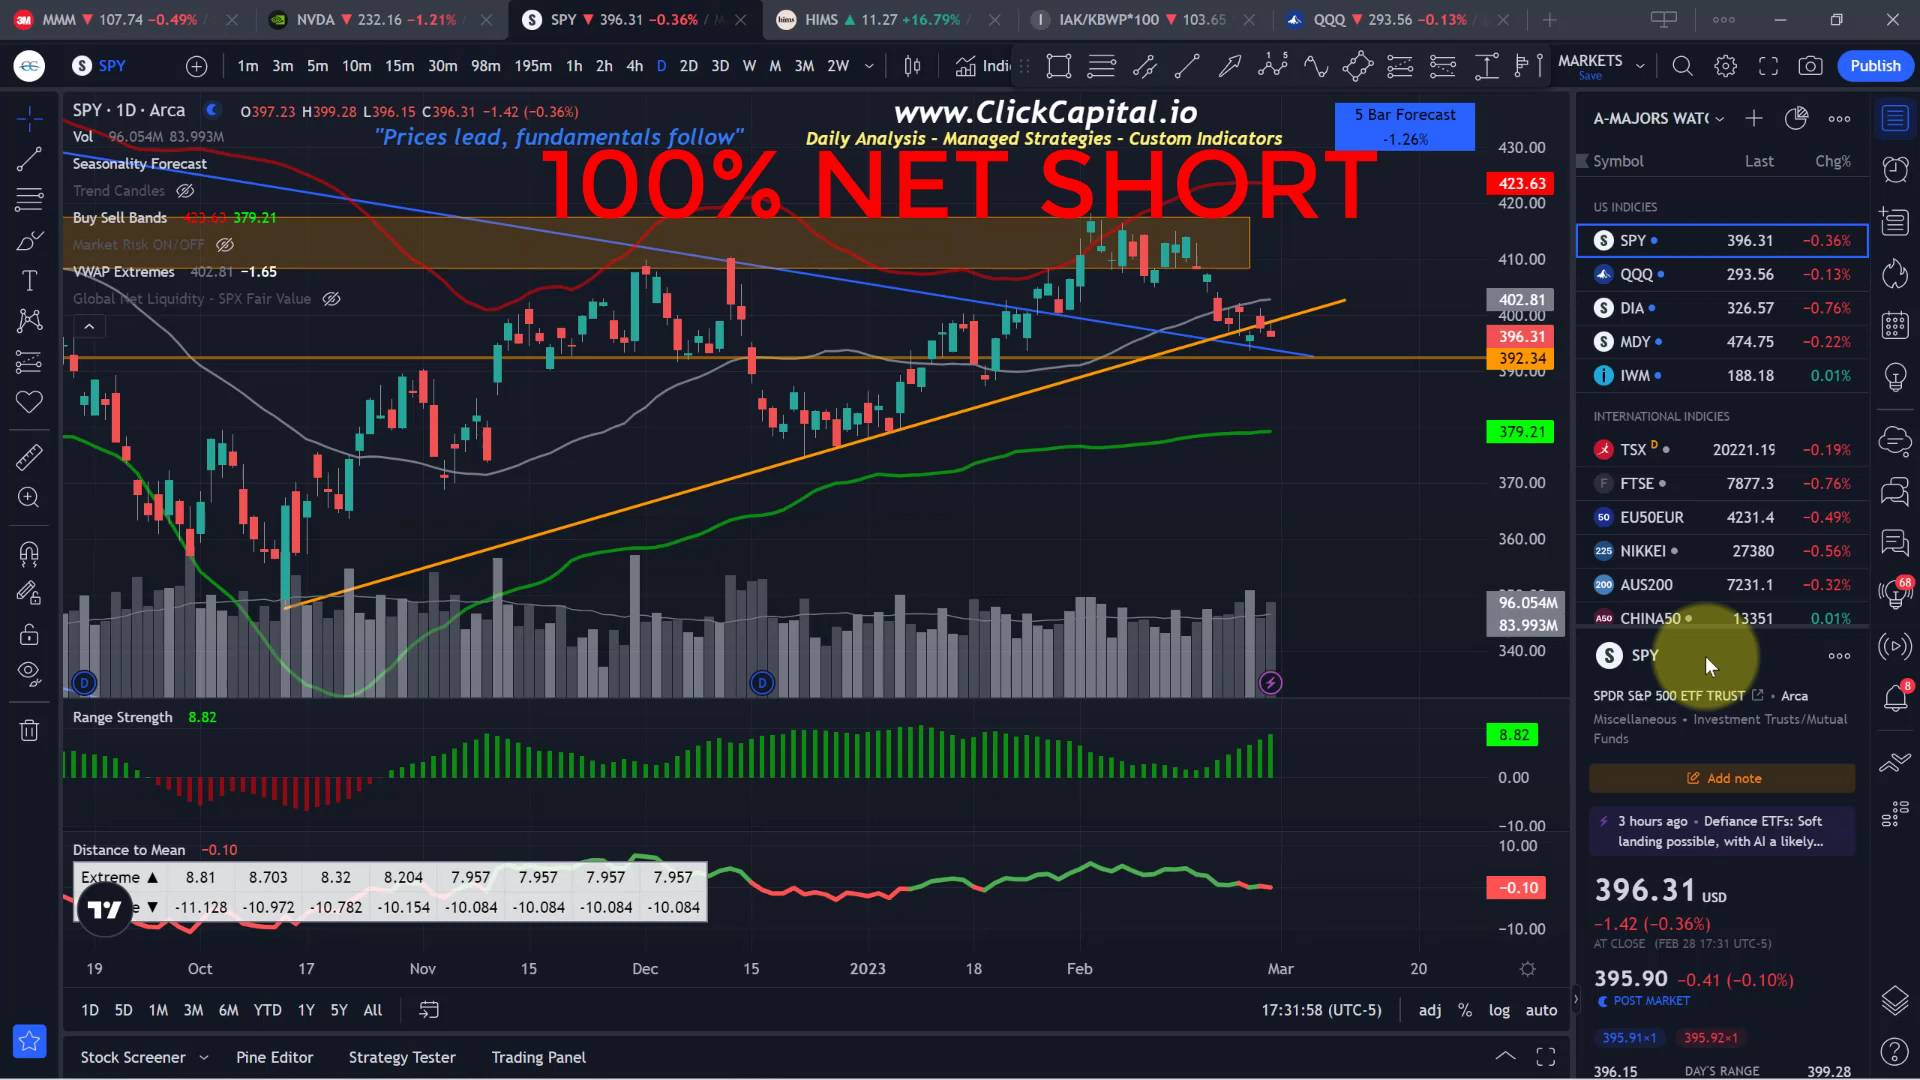 MMM ▼ 107.74 −0.49%
NVDA ▼ 232.16 −1.21%
SPY ▼ 396.31 −0.36%
HIMS ▲ 11.27 +16.79%
IAK/KBWP*100 ▼ 103.65
QQQ ▼ 293.56 −0.13%
SPY
1m 3m 5m 10m 15m 30m 98m 195m 1h 2h 4h D 2D 3D W M 3M 2W
Indi
MARKETS
Save
Publish
SPY · 1D · Arca
O397.23 H399.28 L396.15 C396.31 −1.42 (−0.36%)
Vol 96.054M 83.993M
Seasonality Forecast
Trend Candles
Buy Sell Bands 423.63 379.21
Market Risk ON/OFF
VWAP Extremes 402.81 −1.65
Global Net Liquidity - SPX Fair Value
www.ClickCapital.io
"Prices lead, fundamentals follow"
Daily Analysis - Managed Strategies - Custom Indicators
100% NET SHORT
5 Bar Forecast
-1.26%
430.00
423.63
420.00
410.00
402.81
400.00
396.31
392.34
390.00
379.21
370.00
360.00
96.054M
83.993M
340.00
D
D
Range Strength 8.82
8.82
0.00
−10.00
Distance to Mean −0.10
10.00
−0.10
−10.00
Extreme ▲ 8.81 8.703 8.32 8.204 7.957 7.957 7.957 7.957
e ▼ -11.128 -10.972 -10.782 -10.154 -10.084 -10.084 -10.084 -10.084
19 Oct 17 Nov 15 Dec 15 2023 18 Feb Mar 20
1D 5D 1M 3M 6M YTD 1Y 5Y All
17:31:58 (UTC-5)
adj % log auto
Stock Screener
Pine Editor
Strategy Tester
Trading Panel
A-MAJORS WATC
Symbol Last Chg%
US INDICIES
SPY 396.31 −0.36%
QQQ 293.56 −0.13%
DIA 326.57 −0.76%
MDY 474.75 −0.22%
IWM 188.18 0.01%
INTERNATIONAL INDICIES
TSX D 20221.19 −0.19%
FTSE 7877.3 −0.76%
EU50EUR 4231.4 −0.49%
NIKKEI 27380 −0.56%
AUS200 7231.1 −0.32%
CHINA50 13351 0.01%
SPY
SPDR S&P 500 ETF TRUST • Arca
Miscellaneous • Investment Trusts/Mutual
Funds
Add note
3 hours ago • Defiance ETFs: Soft
landing possible, with AI a likely...
396.31 USD
−1.42 (−0.36%)
AT CLOSE (FEB 28 17:31 UTC-5)
395.90 −0.41 (−0.10%)
POST MARKET
395.91×1 395.92×1
396.15 DAY'S RANGE 399.28
68
8